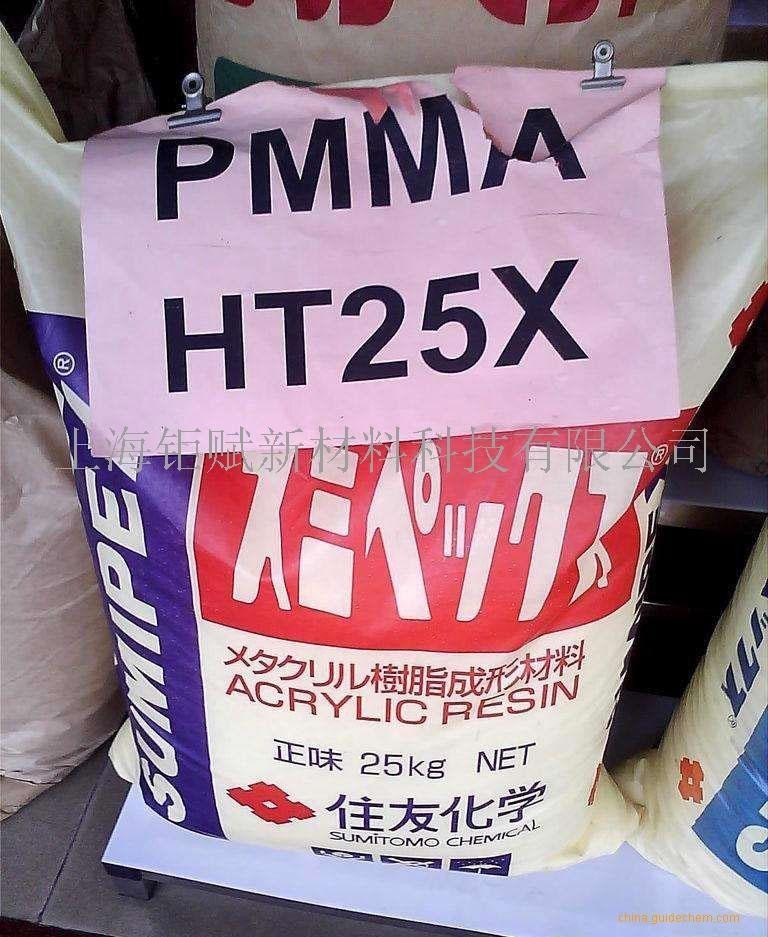 PMMA
HT25X
上海钜赋新材料科技有限公司
スミペックス®
SUMIPEX®
メタクリル樹脂成形材料
ACRYLIC RESIN
正味 25kg NET
住友化学
SUMITOMO CHEMICAL
china.guidechem.com